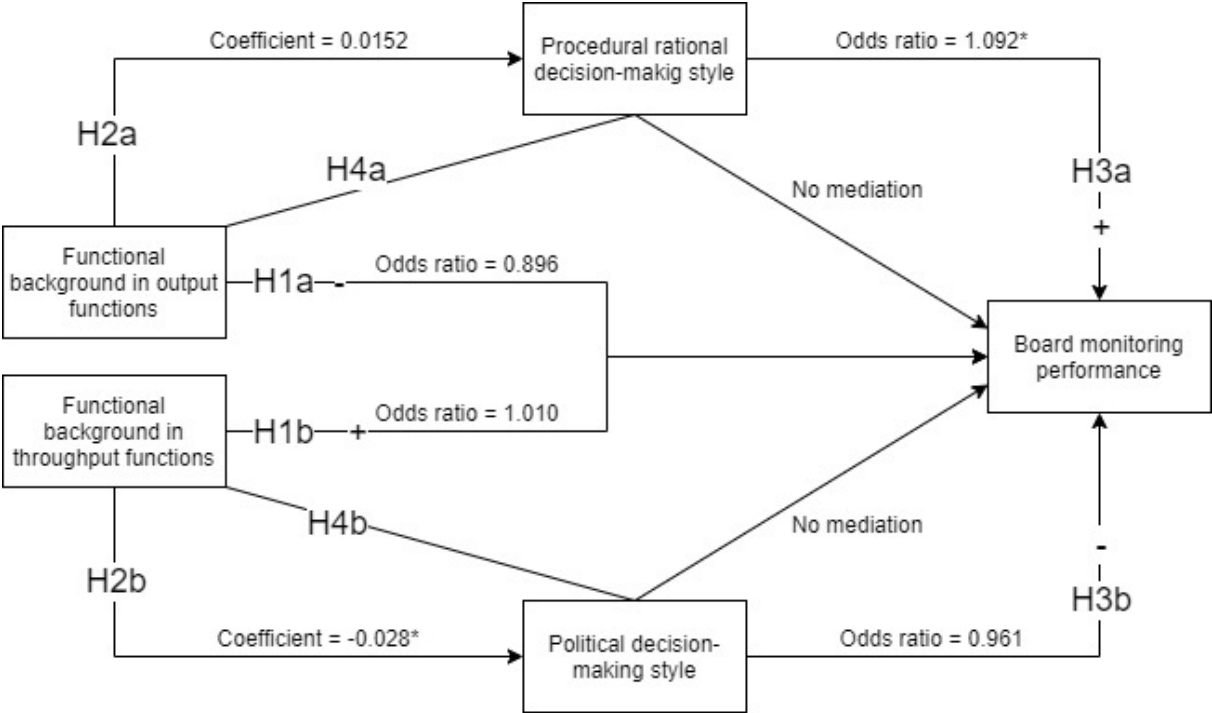 Coefficient = 0.0152
Procedural rational
decision-makig style
Odds ratio = 1.092*
H2a
H4a
H3a
No mediation
+
Functional
background in output
functions
H1a -
Odds ratio = 0.896
Board monitoring
performance
Functional
background in
throughput functions
H1b +
Odds ratio = 1.010
H4b
No mediation
-
H2b
H3b
Coefficient = -0.028*
Political decision-
making style
Odds ratio = 0.961